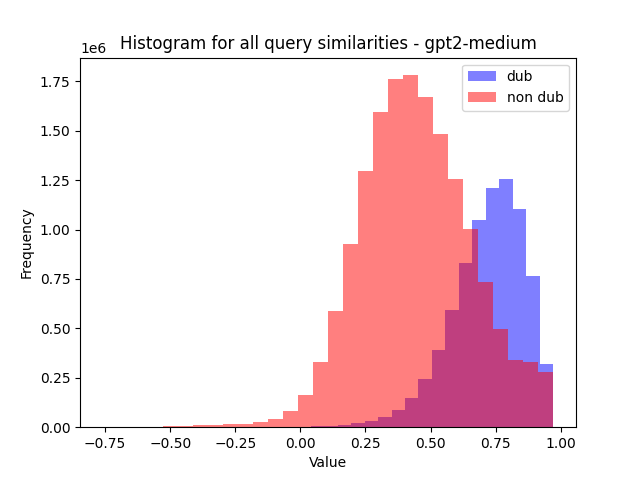 Histogram for all query similarities - gpt2-medium
1e6
dub
non dub
1.75
1.50
1.25
1.00
0.75
0.50
0.25
0.00
Frequency
−0.75
−0.50
−0.25
0.00
0.25
0.50
0.75
1.00
Value